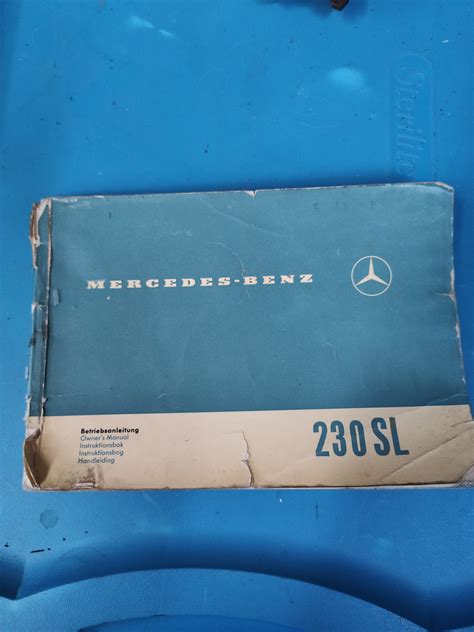 MERCEDES-BENZ
Betriebsanleitung
Owner's Manual
Instruktionsbok
Instruktionsbog
Handleiding
230 SL